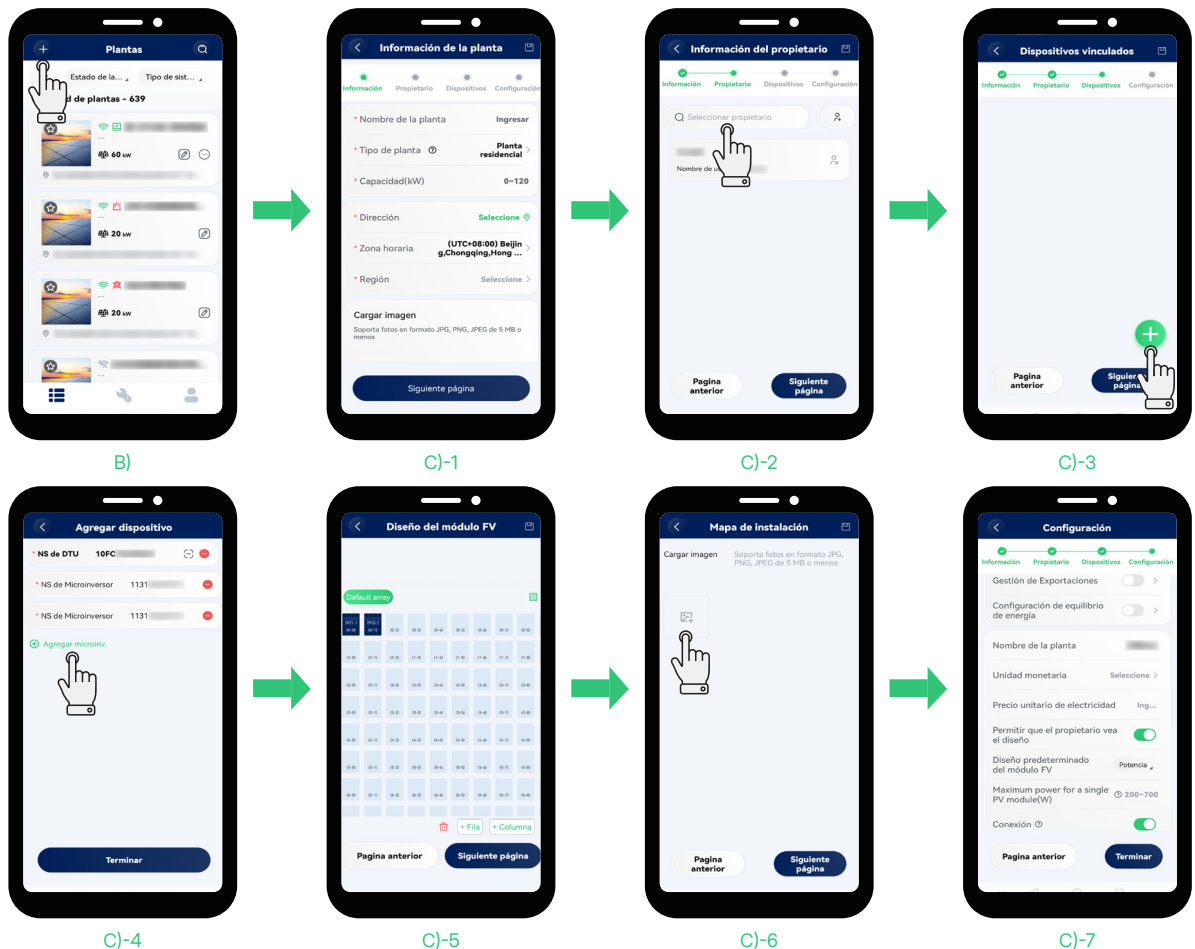 Plantas
Estado de la...
Tipo de sist...
d de plantas - 639
--
60 kW
--
20 kW
--
20 kW
--
B)
Información de la planta
Información
Propietario
Dispositivos
Configuración
* Nombre de la planta
Ingresar
* Tipo de planta
Planta
residencial
* Capacidad(kW)
0~120
* Dirección
Seleccione
* Zona horaria
(UTC+08:00) Beijin
g,Chongqing,Hong ...
* Región
Seleccione
Cargar imagen
Soporta fotos en formato JPG, PNG, JPEG de 5 MB o
menos
Siguiente página
C)-1
Información del propietario
Información
Propietario
Dispositivos
Configuración
Seleccionar propietario
Nombre de
Pagina
anterior
Siguiente
página
C)-2
Dispositivos vinculados
Información
Propietario
Dispositivos
Configuración
Pagina
anterior
Siguien
página
C)-3
Agregar dispositivo
* NS de DTU
10FC
* NS de Microinversor
1131
* NS de Microinversor
1131
Agregar microinv.
Terminar
C)-4
Diseño del módulo FV
Default array
+ Fila
+ Columna
Pagina anterior
Siguiente página
C)-5
Mapa de instalación
Cargar imagen
Soporta fotos en formato JPG,
PNG, JPEG de 5 MB o menos
Pagina
anterior
Siguiente
página
C)-6
Configuración
Información
Propietario
Dispositivos
Configuración
Gestión de Exportaciones
Configuración de equilibrio
de energía
Nombre de la planta
Unidad monetaria
Seleccione
Precio unitario de electricidad
Ing...
Permitir que el propietario vea
el diseño
Diseño predeterminado
del módulo FV
Potencia
Maximum power for a single
PV module(W)
200~700
Conexión
Pagina anterior
Terminar
C)-7